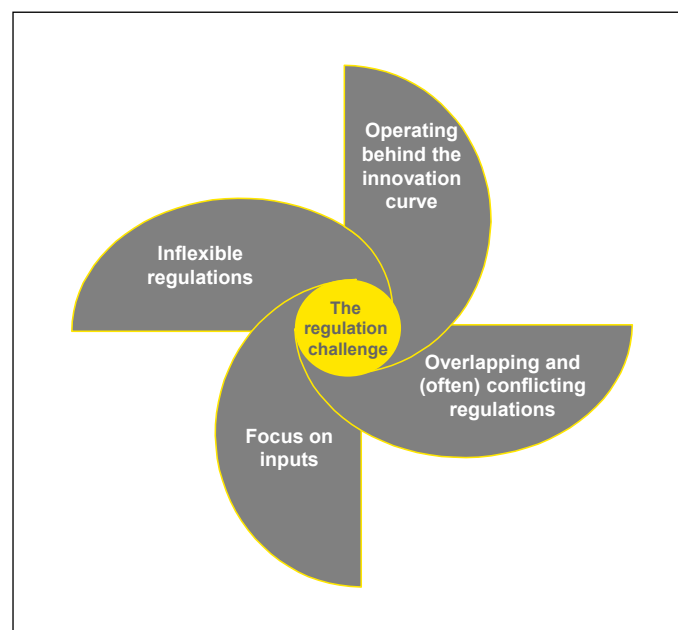 Operating
behind the
innovation
curve
Inflexible
regulations
The
regulation
challenge
Overlapping and
(often) conflicting
regulations
Focus on
inputs